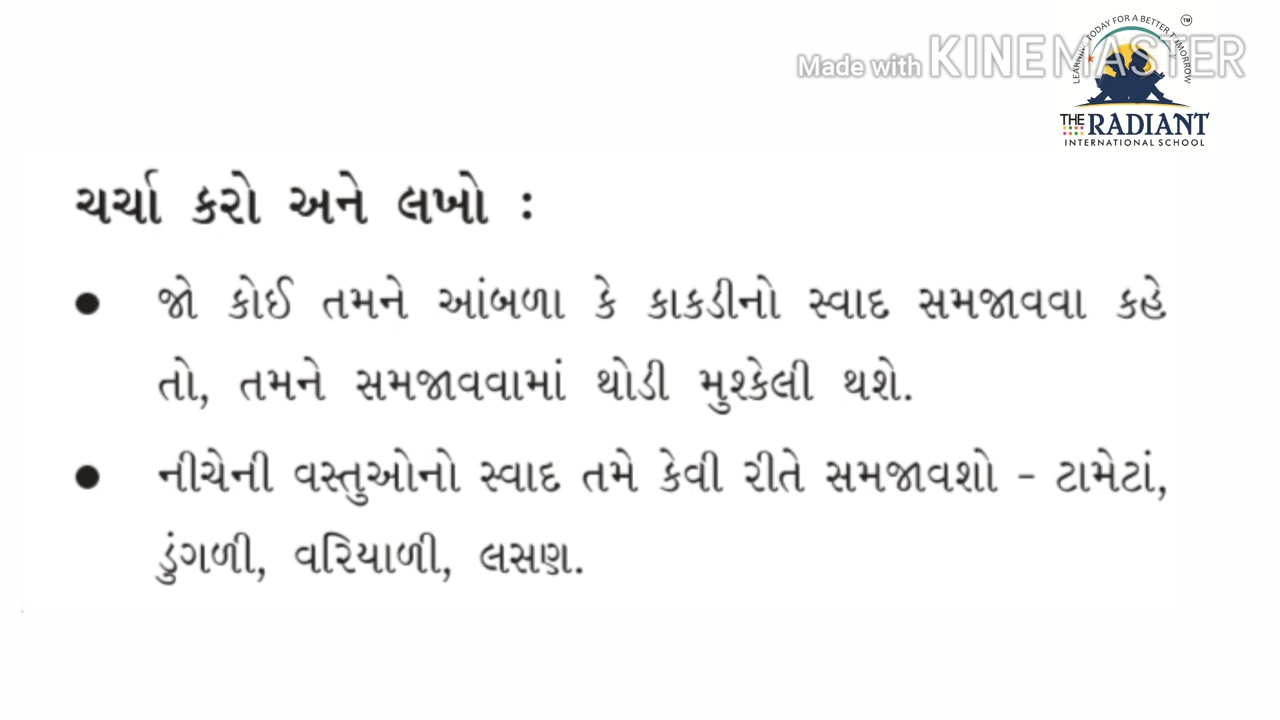 LEARNING TODAY FOR A BETTER TOMORROW
TM
Made with KINEMASTER
THE RADIANT
INTERNATIONAL SCHOOL
ચર્ચા કરો અને લખો :
● જો કોઈ તમને આંબળા કે કાકડીનો સ્વાદ સમજાવવા કહે
તો, તમને સમજાવવામાં થોડી મુશ્કેલી થશે.
● નીચેની વસ્તુઓનો સ્વાદ તમે કેવી રીતે સમજાવશો - ટામેટાં,
ડુંગળી, વરિયાળી, લસણ.